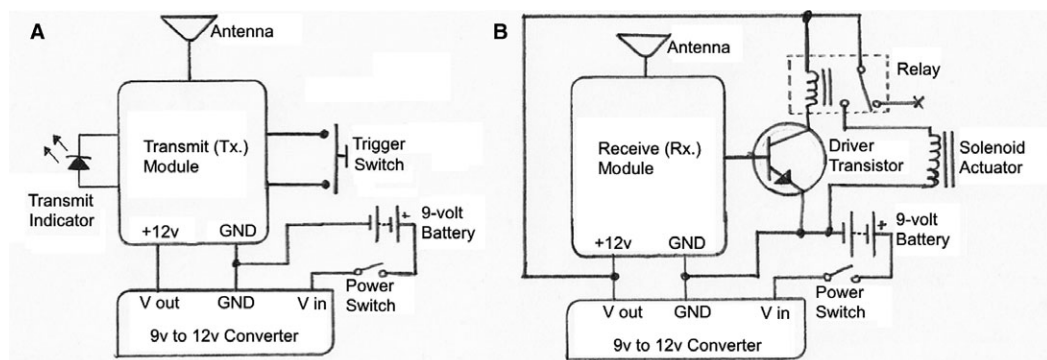 A
Antenna
Transmit (Tx.)
Module
Trigger
Switch
Transmit
Indicator
+12v
GND
+
9-volt
Battery
Power
Switch
V out
GND
V in
9v to 12v Converter
B
Antenna
Relay
Receive (Rx.)
Module
Driver
Transistor
Solenoid
Actuator
+12v
GND
+
9-volt
Battery
Power
Switch
V out
GND
V in
9v to 12v Converter